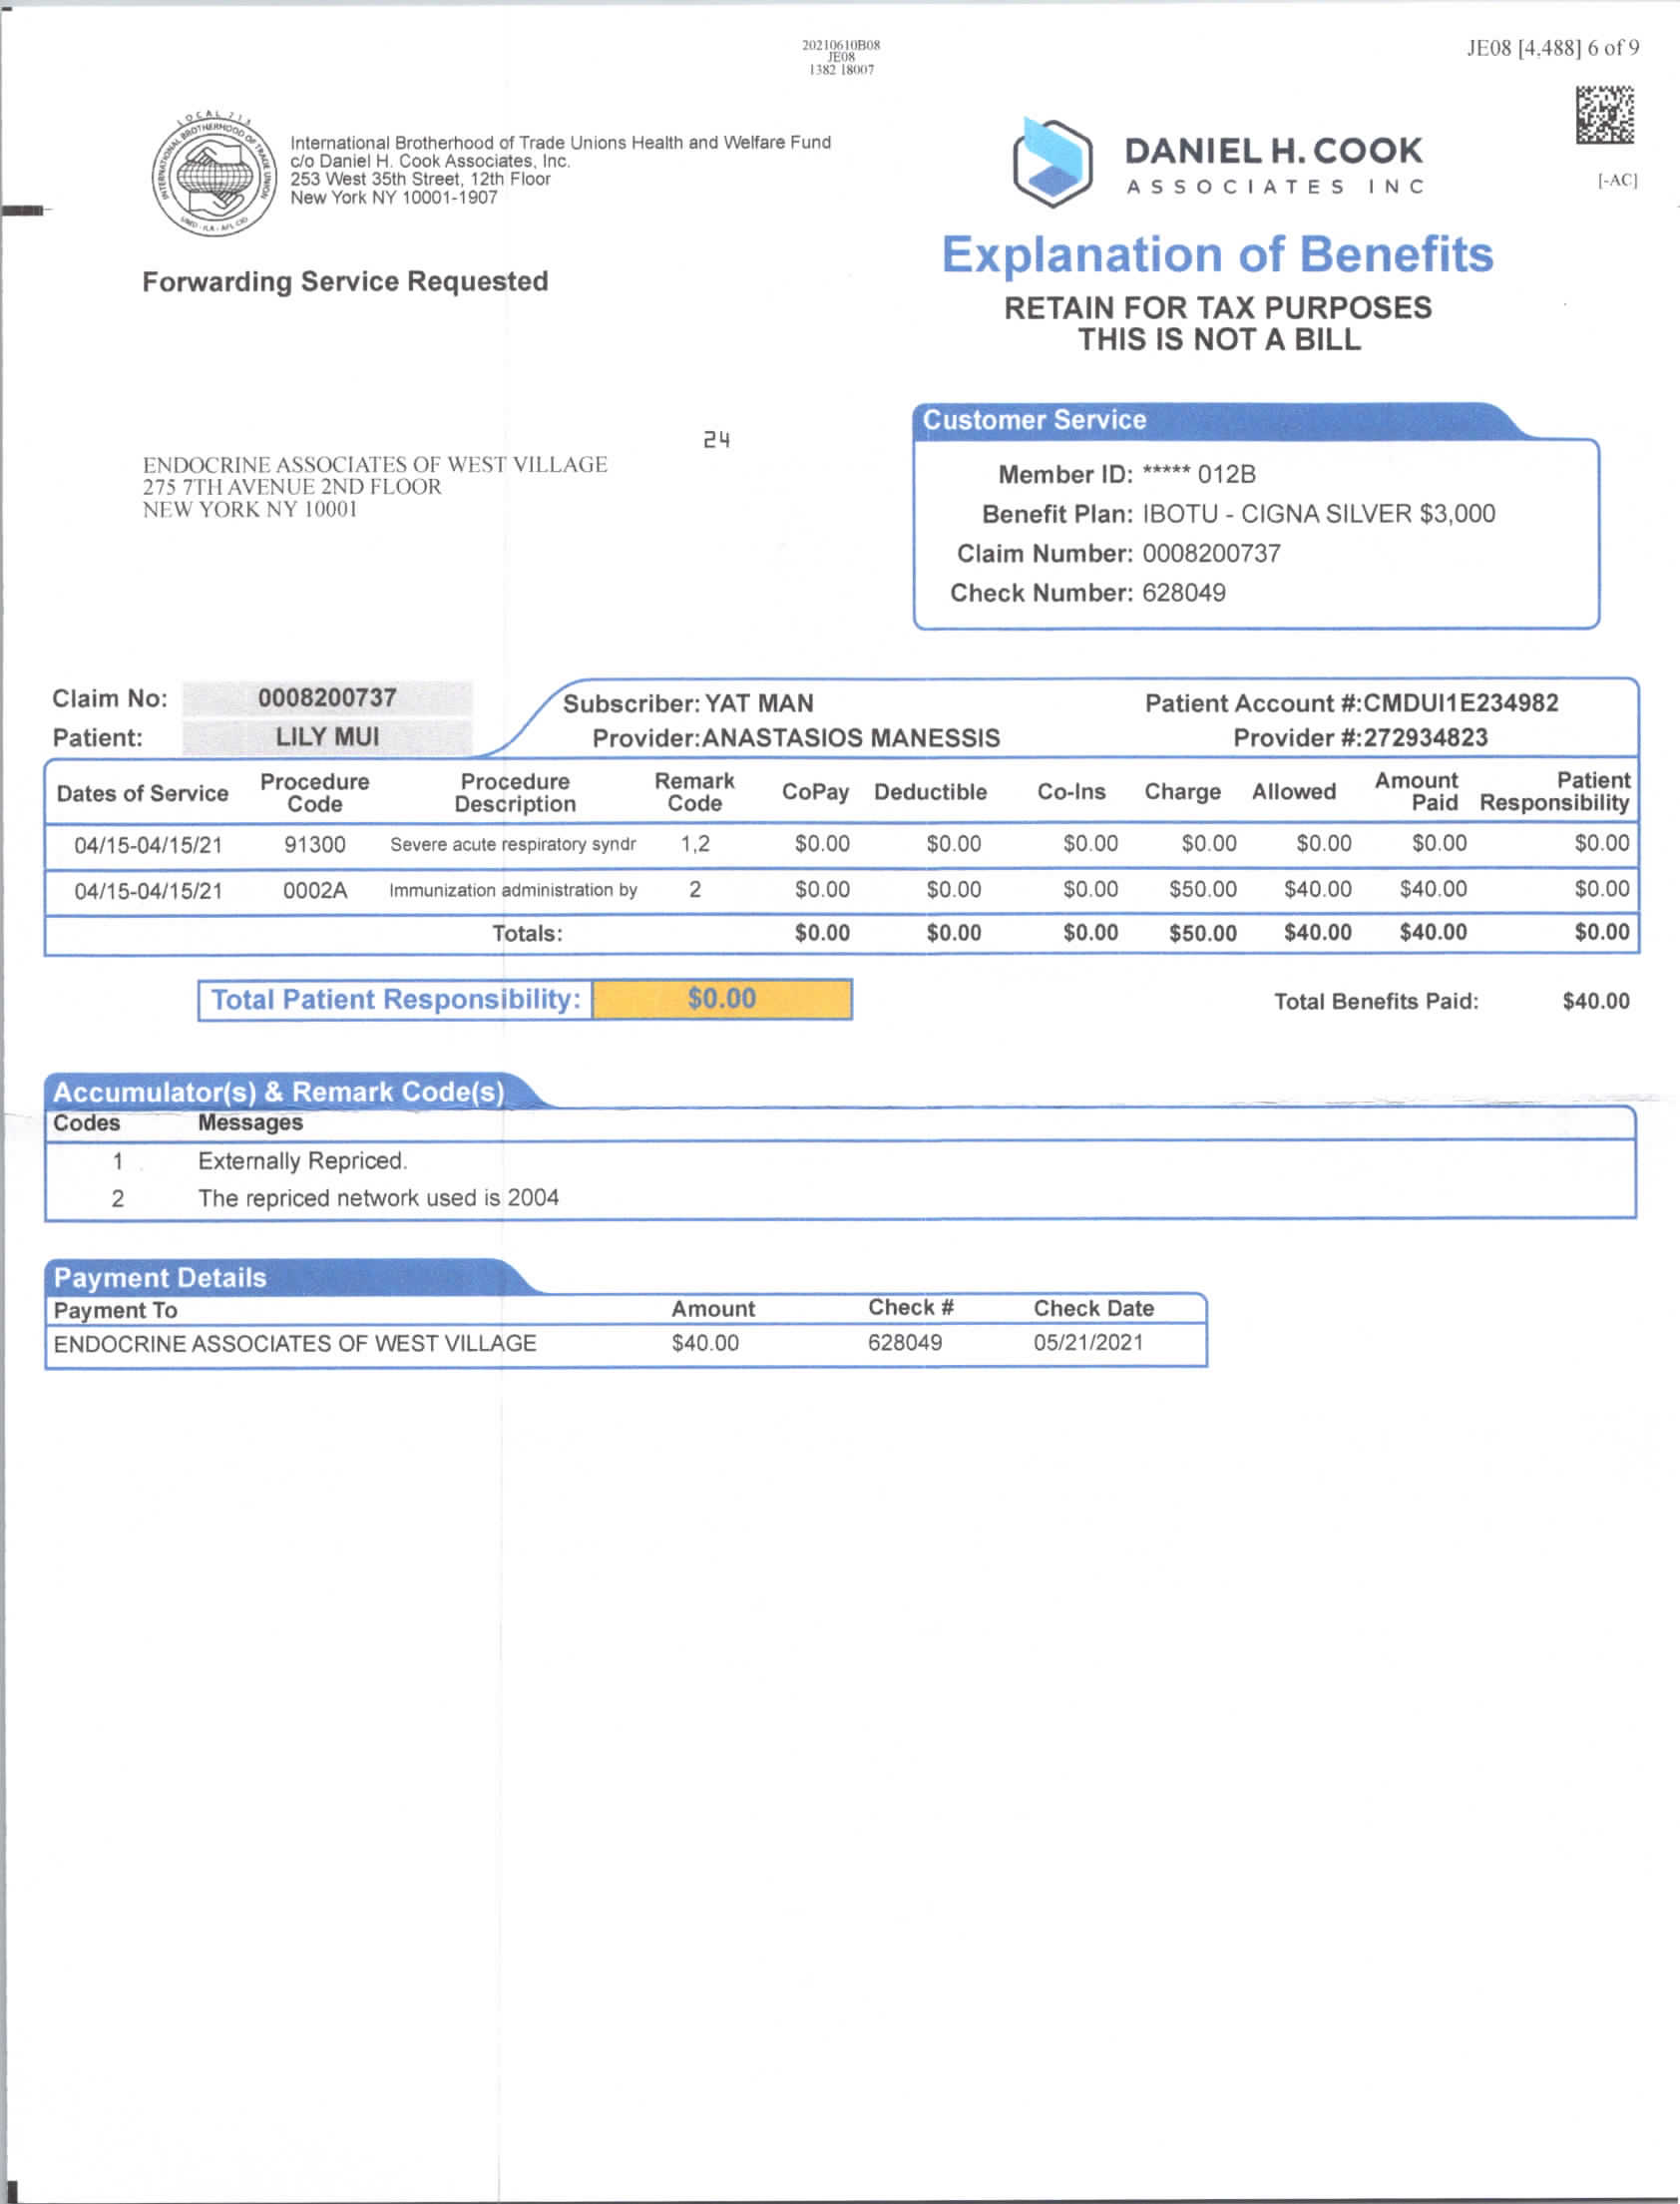 20210610B08
JE08
1382 18007
JE08 [4,488] 6 of 9
LOCAL 713
INTERNATIONAL BROTHERHOOD OF TRADE UNION
International Brotherhood of Trade Unions Health and Welfare Fund
c/o Daniel H. Cook Associates, Inc.
253 West 35th Street, 12th Floor
New York NY 10001-1907
DANIEL H. COOK
ASSOCIATES INC
[-AC]
Forwarding Service Requested
Explanation of Benefits
RETAIN FOR TAX PURPOSES
THIS IS NOT A BILL
24
ENDOCRINE ASSOCIATES OF WEST VILLAGE
275 7TH AVENUE 2ND FLOOR
NEW YORK NY 10001
Customer Service
Member ID: ***** 012B
Benefit Plan: IBOTU - CIGNA SILVER $3,000
Claim Number: 0008200737
Check Number: 628049
Claim No: 0008200737 Subscriber: YAT MAN Patient Account #:CMDUI1E234982
Patient: LILY MUI Provider:ANASTASIOS MANESSIS Provider #:272934823
Dates of Service Procedure Code Procedure Description Remark Code CoPay Deductible Co-Ins Charge Allowed Amount Paid Patient Responsibility
04/15-04/15/21 91300 Severe acute respiratory syndr 1,2 $0.00 $0.00 $0.00 $0.00 $0.00 $0.00 $0.00
04/15-04/15/21 0002A Immunization administration by 2 $0.00 $0.00 $0.00 $50.00 $40.00 $40.00 $0.00
Totals: $0.00 $0.00 $0.00 $50.00 $40.00 $40.00 $0.00
Total Patient Responsibility: $0.00 Total Benefits Paid: $40.00
Accumulator(s) & Remark Code(s)
Codes Messages
1 Externally Repriced.
2 The repriced network used is 2004
Payment Details
Payment To Amount Check # Check Date
ENDOCRINE ASSOCIATES OF WEST VILLAGE $40.00 628049 05/21/2021